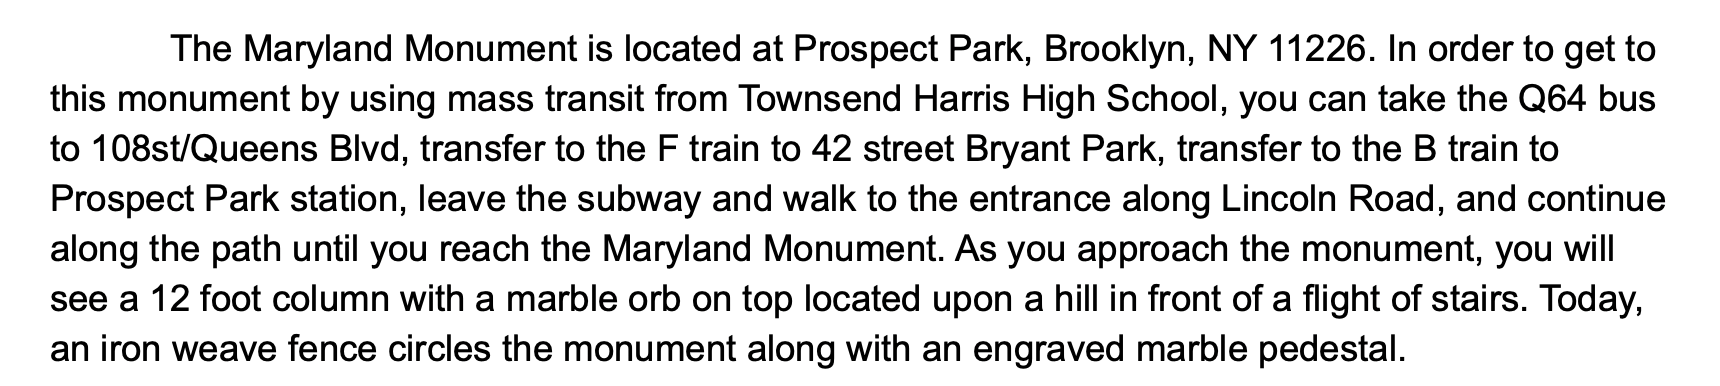 The Maryland Monument is located at Prospect Park, Brooklyn, NY 11226. In order to get to
this monument by using mass transit from Townsend Harris High School, you can take the Q64 bus
to 108st/Queens Blvd, transfer to the F train to 42 street Bryant Park, transfer to the B train to
Prospect Park station, leave the subway and walk to the entrance along Lincoln Road, and continue
along the path until you reach the Maryland Monument. As you approach the monument, you will
see a 12 foot column with a marble orb on top located upon a hill in front of a flight of stairs. Today,
an iron weave fence circles the monument along with an engraved marble pedestal.